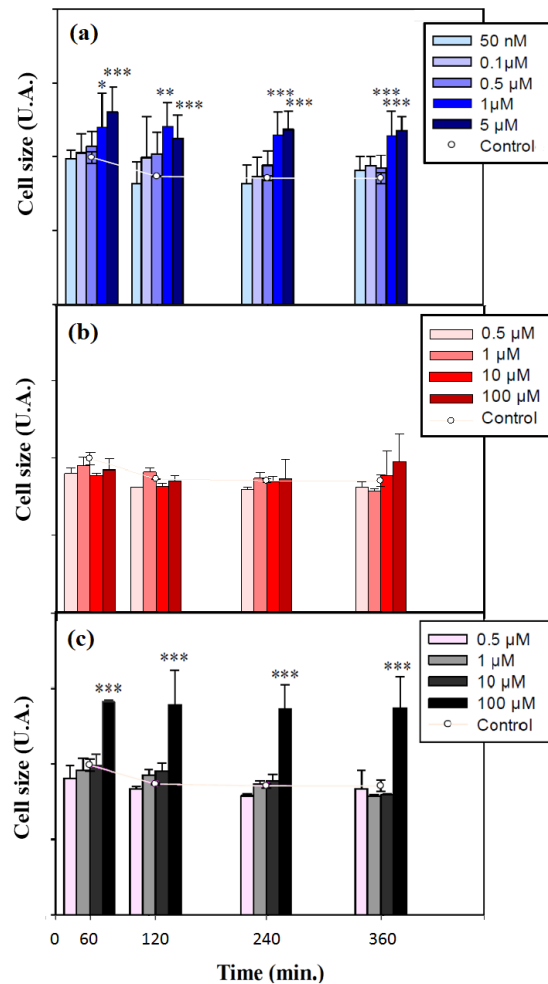 (a)
50 nM
0.1µM
0.5 µM
1µM
5 µM
Control
* *** ** *** *** *** *** ***
Cell size (U.A.)
(b)
0.5 µM
1 µM
10 µM
100 µM
Control
Cell size (U.A.)
(c)
0.5 µM
1 µM
10 µM
100 µM
Control
*** *** *** ***
Cell size (U.A.)
0 60 120 240 360
Time (min.)